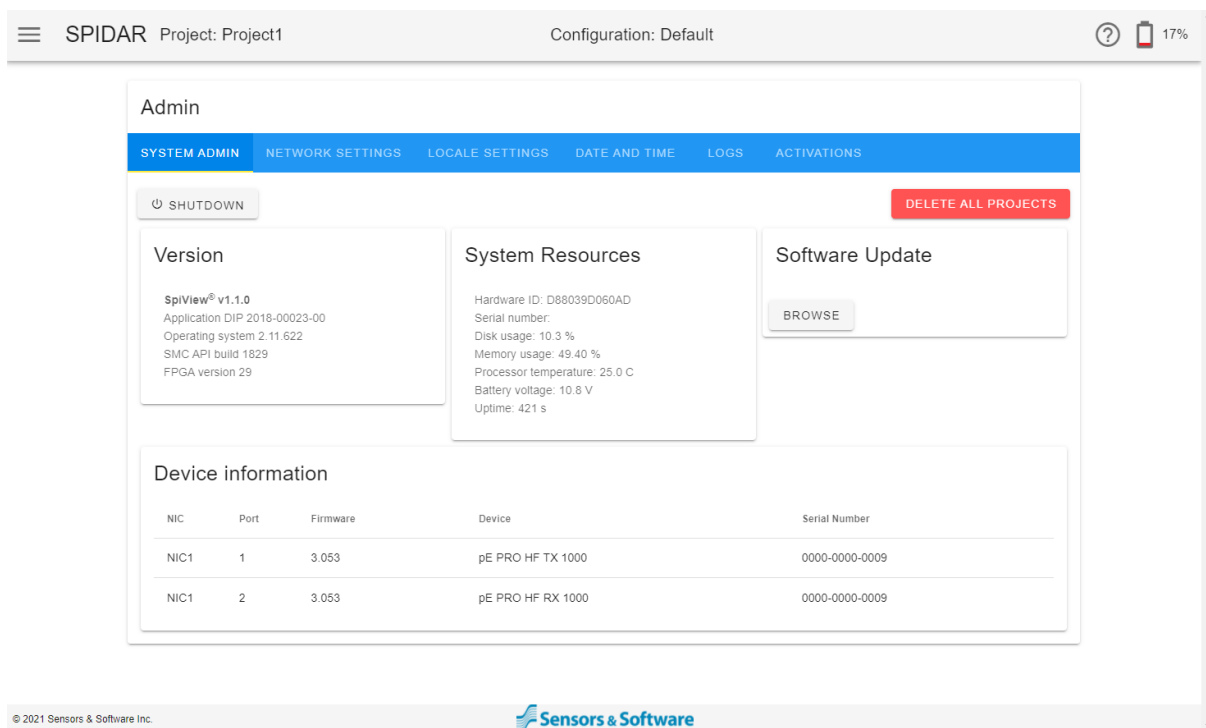 SPIDAR Project: Project1 Configuration: Default 17%
Admin
SYSTEM ADMIN NETWORK SETTINGS LOCALE SETTINGS DATE AND TIME LOGS ACTIVATIONS
SHUTDOWN DELETE ALL PROJECTS
Version
SpiView® v1.1.0
Application DIP 2018-00023-00
Operating system 2.11.622
SMC API build 1829
FPGA version 29
System Resources
Hardware ID: D88039D060AD
Serial number:
Disk usage: 10.3 %
Memory usage: 49.40 %
Processor temperature: 25.0 C
Battery voltage: 10.8 V
Uptime: 421 s
Software Update
BROWSE
Device information
NIC Port Firmware Device Serial Number
NIC1 1 3.053 pE PRO HF TX 1000 0000-0000-0009
NIC1 2 3.053 pE PRO HF RX 1000 0000-0000-0009
© 2021 Sensors & Software Inc. Sensors & Software